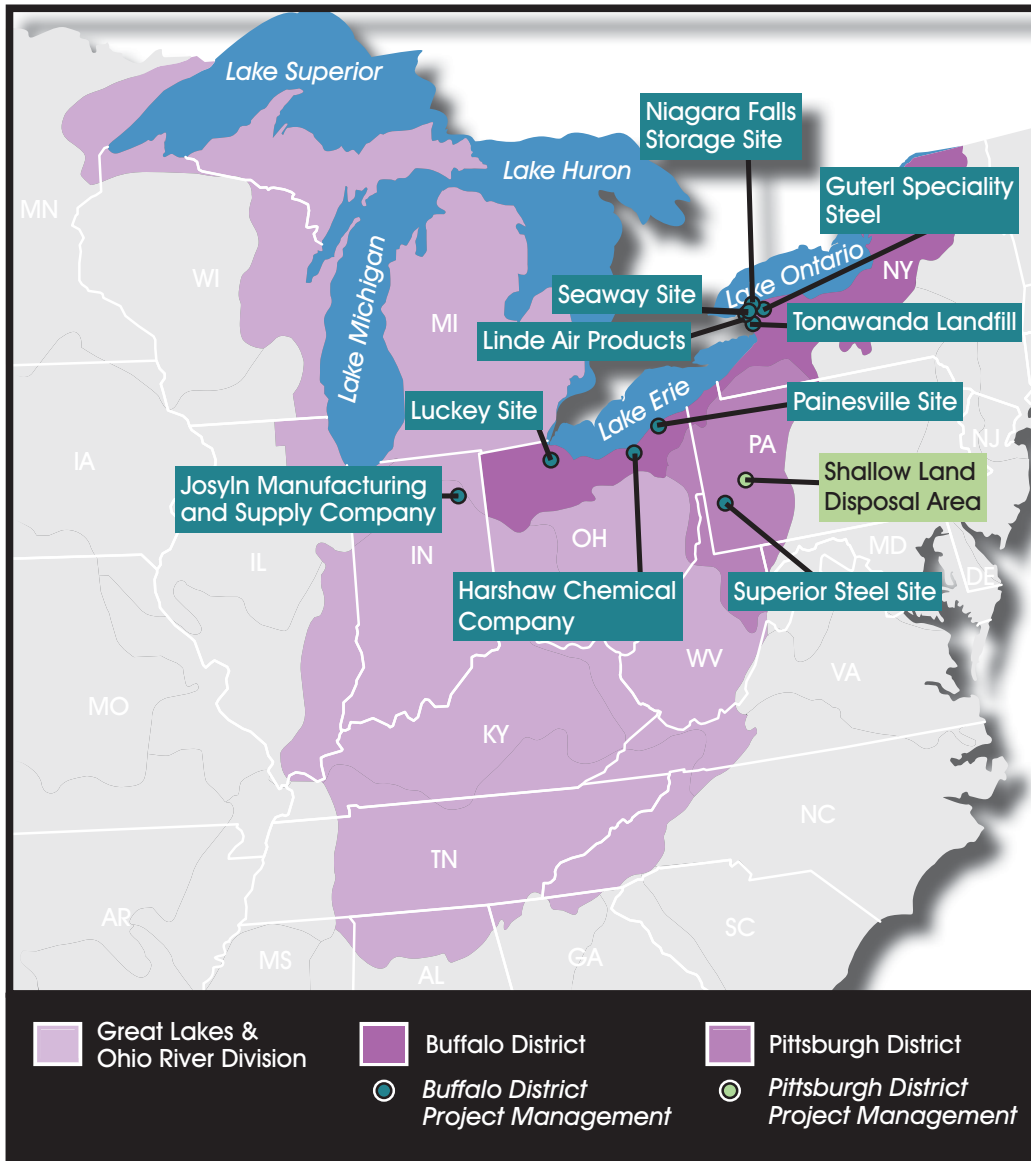 Lake Superior
Niagara Falls
Storage Site
Lake Huron
Guterl Speciality
Steel
MN
WI
Lake Michigan
MI
Lake Ontario
NY
Seaway Site
Linde Air Products
Tonawanda Landfill
Lake Erie
Luckey Site
Painesville Site
IA
PA
NJ
Josyln Manufacturing
and Supply Company
Shallow Land
Disposal Area
IL
IN
OH
MD
DE
Harshaw Chemical
Company
Superior Steel Site
WV
VA
MO
KY
NC
TN
AR
SC
MS
AL
GA
Great Lakes &
Ohio River Division
Buffalo District
Pittsburgh District
Buffalo District
Project Management
Pittsburgh District
Project Management